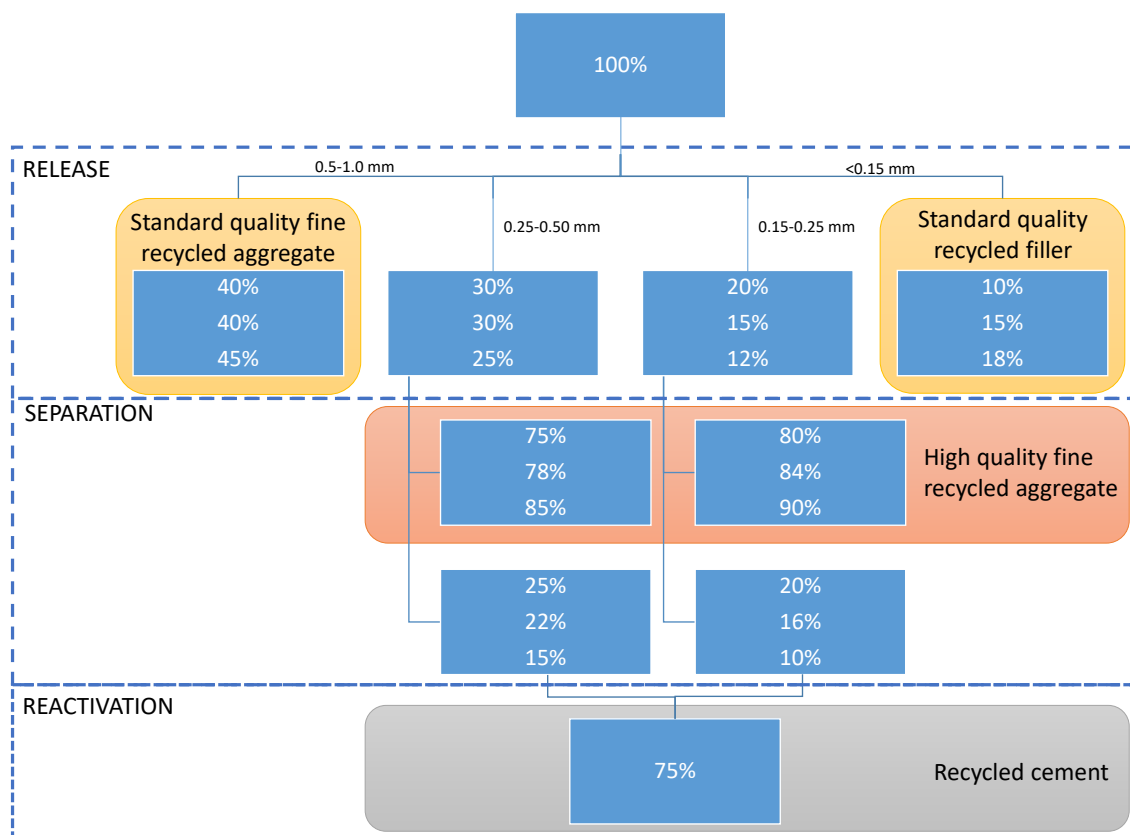 100%
RELEASE
0.5-1.0 mm
<0.15 mm
Standard quality fine
recycled aggregate
0.25-0.50 mm
0.15-0.25 mm
Standard quality
recycled filler
40%
40%
45%
30%
30%
25%
20%
15%
12%
10%
15%
18%
SEPARATION
75%
78%
85%
80%
84%
90%
High quality fine
recycled aggregate
25%
22%
15%
20%
16%
10%
REACTIVATION
75%
Recycled cement